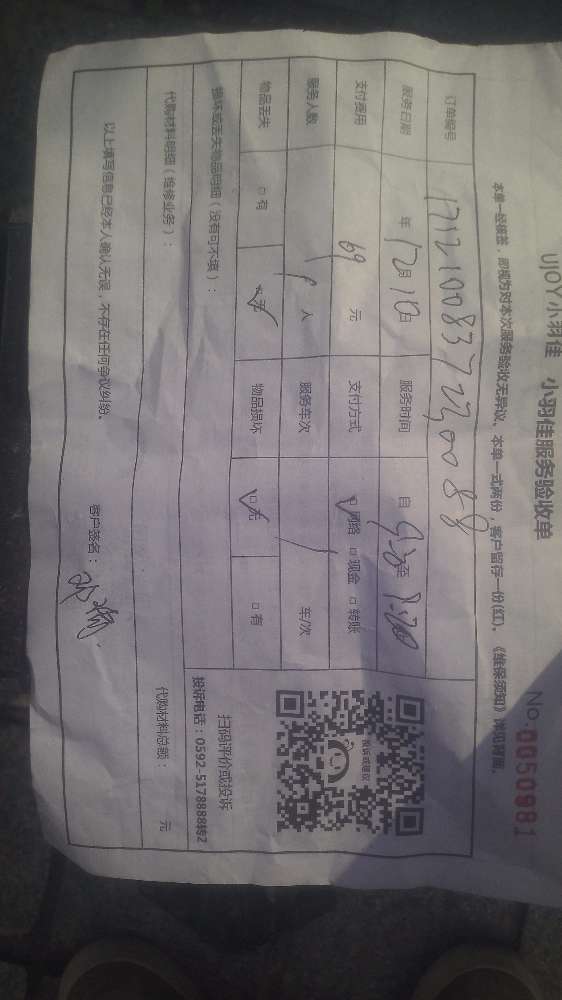 UJOY小羽佳 小羽佳服务验收单
No.0050981
本单一经接签，即视为对本次服务验收无异议。本单一式两份，客户留存一份(红)。《维保须知》详见背面。
订单编号 1712100837230088
服务日期 年12月10日 服务时间 自 至
支付费用 69 元 支付方式 ☑网络 □现金 □转账
服务人数 1 人 服务车次 / 车/次
物品丢失 □有 ☑无 物品损坏 ☑无 □有
损坏或丢失物品明细（没有可不填）：
扫码评价或投诉
投诉电话：0592-5178888转2
代购材料明细（维修业务）： 代购材料总额： 元
以上填写信息已经本人确认无误，不存在任何争议纠纷。
客户签名：